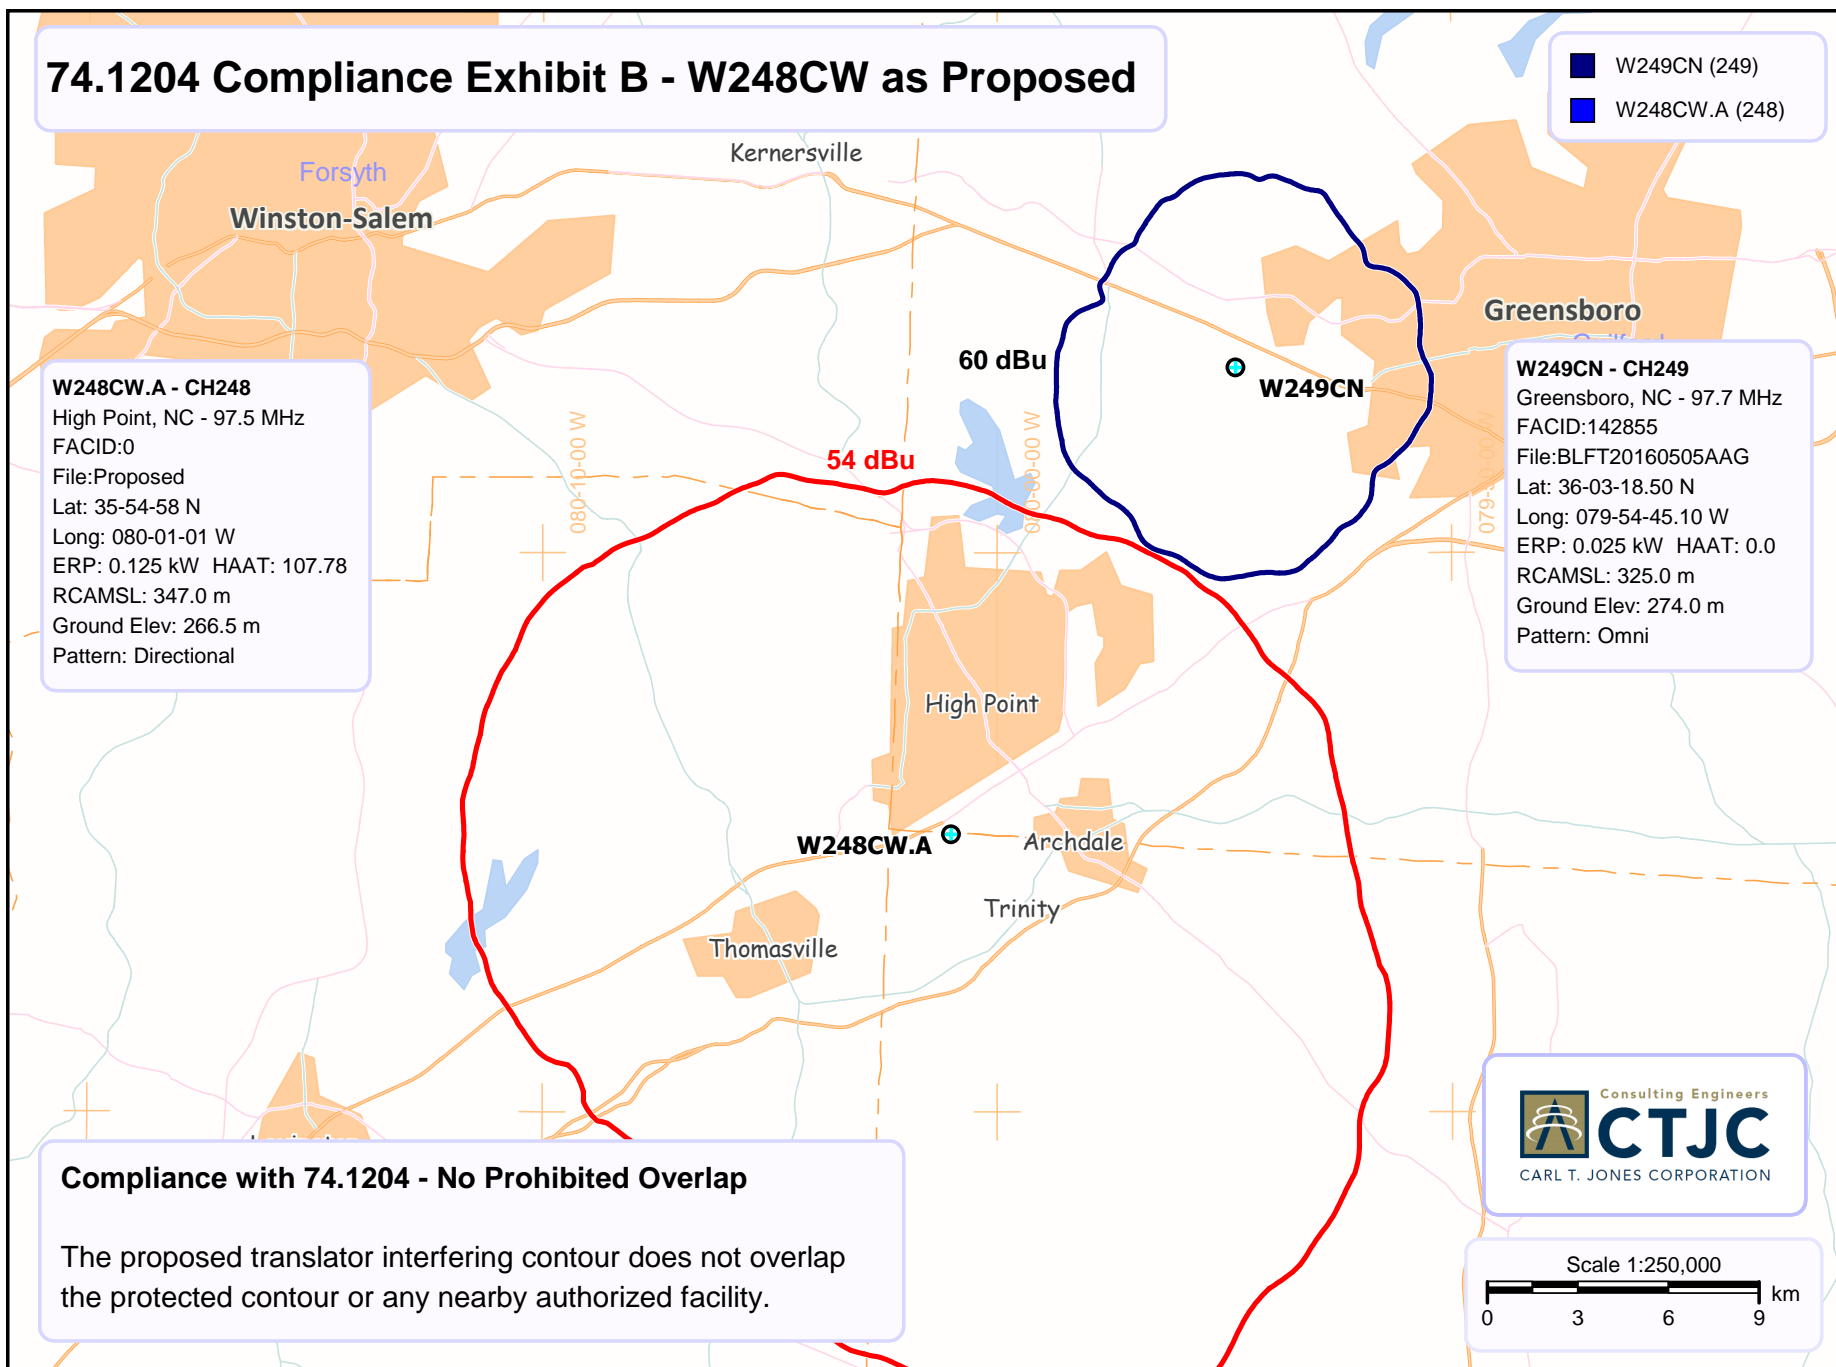 74.1204 Compliance Exhibit B - W248CW as Proposed
W249CN (249)
W248CW.A (248)
Kernersville
Forsyth
Winston-Salem
Greensboro
60 dBu
W249CN
54 dBu
W248CW.A - CH248
High Point, NC - 97.5 MHz
FACID:0
File:Proposed
Lat: 35-54-58 N
Long: 080-01-01 W
ERP: 0.125 kW HAAT: 107.78
RCAMSL: 347.0 m
Ground Elev: 266.5 m
Pattern: Directional
W249CN - CH249
Greensboro, NC - 97.7 MHz
FACID:142855
File:BLFT20160505AAG
Lat: 36-03-18.50 N
Long: 079-54-45.10 W
ERP: 0.025 kW HAAT: 0.0
RCAMSL: 325.0 m
Ground Elev: 274.0 m
Pattern: Omni
080-10-00 W
080-00-00 W
High Point
W248CW.A
Archdale
Trinity
Thomasville
Compliance with 74.1204 - No Prohibited Overlap
The proposed translator interfering contour does not overlap
the protected contour or any nearby authorized facility.
Consulting Engineers
CTJC
CARL T. JONES CORPORATION
Scale 1:250,000
km
0 3 6 9